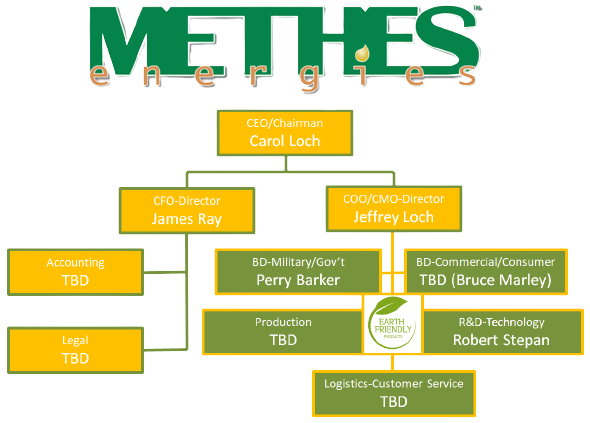 METHES™
energies
CEO/Chairman
Carol Loch
CFO-Director
James Ray
COO/CMO-Director
Jeffrey Loch
Accounting
TBD
Legal
TBD
BD-Military/Gov't
Perry Barker
BD-Commercial/Consumer
TBD (Bruce Marley)
Production
TBD
EARTH
FRIENDLY
PRODUCTS
R&D-Technology
Robert Stepan
Logistics-Customer Service
TBD